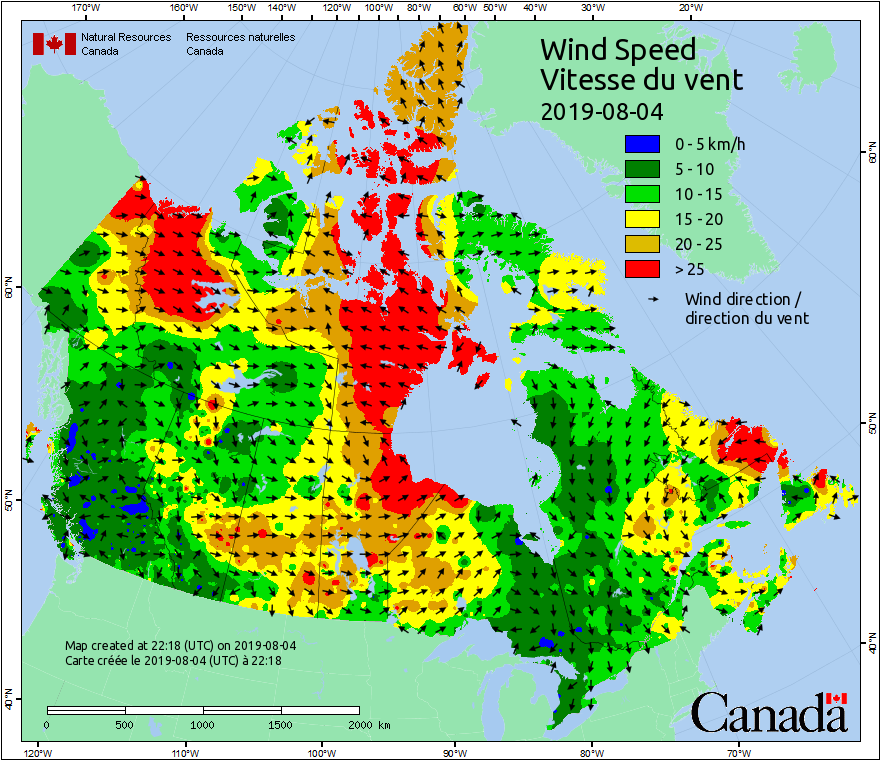 170°W 160°W 150°W 140°W 130°W 120°W 110°W 100°W 90°W 80°W 70°W 60°W 50°W 40°W 30°W 20°W
Natural Resources Ressources naturelles
Canada Canada
Wind Speed
Vitesse du vent
2019-08-04
0 - 5 km/h
5 - 10
10 - 15
15 - 20
20 - 25
> 25
Wind direction /
direction du vent
60°N
50°N
40°N
60°N
50°N
40°N
Map created at 22:18 (UTC) on 2019-08-04
Carte créée le 2019-08-04 (UTC) à 22:18
0 500 1000 1500 2000 km
Canada
120°W 110°W 100°W 90°W 80°W 70°W